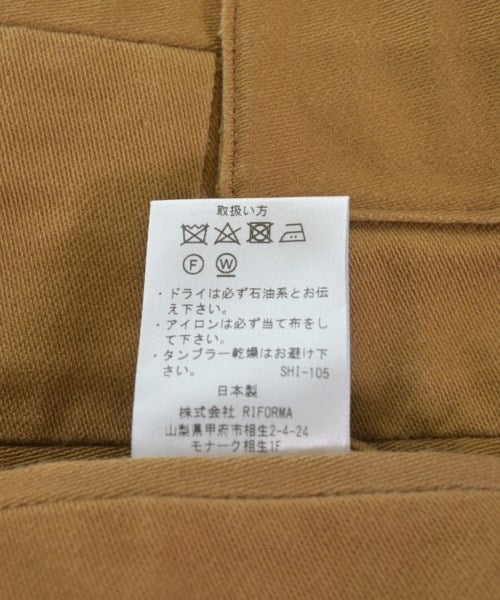 取扱い方
F W
・ドライは必ず石油系とお伝
え下さい。
・アイロンは必ず当て布をし
て下さい。
・タンブラー乾燥はお避け下
さい。 SHI-105
日本製
株式会社 RIFORMA
山梨県甲府市相生2-4-24
モナーク相生1F